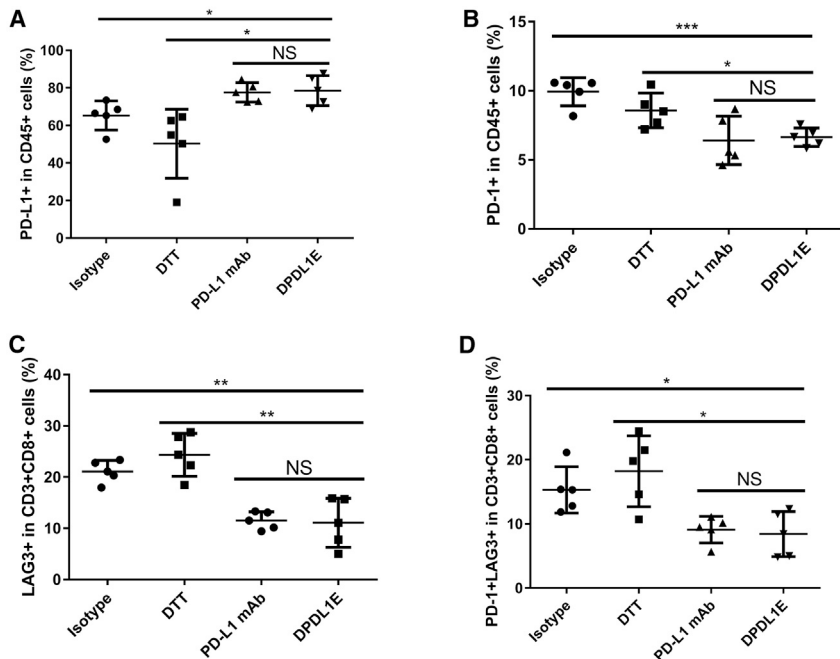 A
*
*
NS
PD-L1+ in CD45+ cells (%)
100
80
60
40
20
0
Isotype
DTT
PD-L1 mAb
DPDL1E
B
***
*
NS
PD-1+ in CD45+ cells (%)
15
10
5
0
Isotype
DTT
PD-L1 mAb
DPDL1E
C
**
**
NS
LAG3+ in CD3+CD8+ cells (%)
40
30
20
10
0
Isotype
DTT
PD-L1 mAb
DPDL1E
D
*
*
NS
PD-1+LAG3+ in CD3+CD8+ cells (%)
30
20
10
0
Isotype
DTT
PD-L1 mAb
DPDL1E